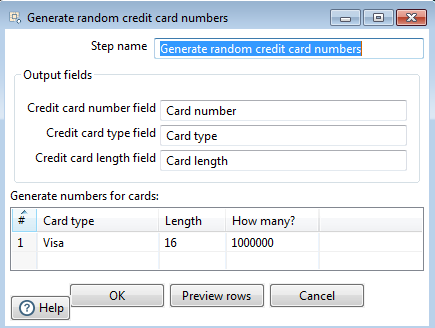 Generate random credit card numbers
Step name Generate random credit card numbers
Output fields
Credit card number field Card number
Credit card type field Card type
Credit card length field Card length
Generate numbers for cards:
# Card type Length How many?
1 Visa 16 1000000
OK Preview rows Cancel
? Help